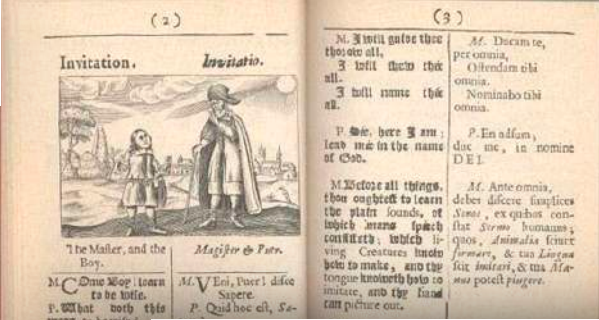 (2)
Invitation.
The Master, and the
Boy.
M. COme Boy; learn
to be wise.
P. What doth this
Invitatio.
Magister & Puer.
M. VEni, Puer! disce
Sapere.
P. Quid hoc est, Sa-
(3)
M. I will guide thee
thorow all.
I will shew thee
all.
I will name thee
all.
P. See, here I am;
lead me in the name
of God.
M. Before all things,
thou oughtest to learn
the plain sounds, of
which mans speech
consisteth; which li-
ving Creatures know
how to make, and thy
tongue knoweth how to
imitate, and thy hand
can picture out.
M. Ducam te,
per omnia,
Ostendam tibi
omnia.
Nominabo tibi
omnia.
P. En adsum;
duc me, in nomine
DEI.
M. Ante omnia,
debes discere simplices
Sonos, ex quibus con-
stat Sermo humanus;
quos, Animalia sciunt
formare, & tua Lingua
scit imitari, & tua Ma-
nus potest pingere.